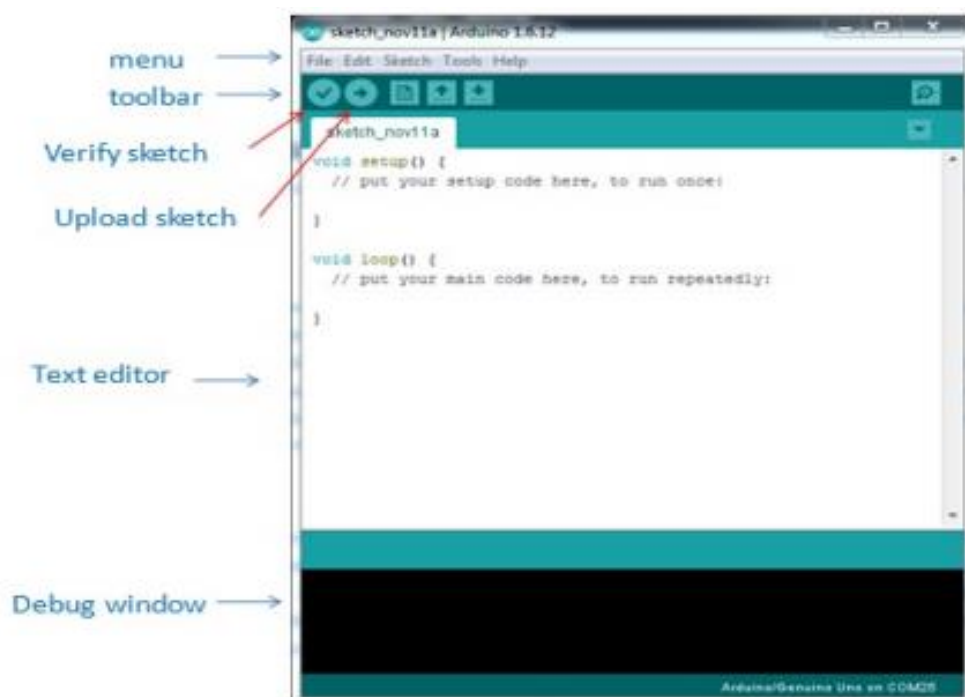 sketch_nov11a | Arduino 1.6.12
menu
File Edit Sketch Tools Help
toolbar
sketch_nov11a
Verify sketch
void setup() {
// put your setup code here, to run once:
Upload sketch
}
void loop() {
// put your main code here, to run repeatedly:
}
Text editor
Debug window
Arduino/Genuino Uno on COM25